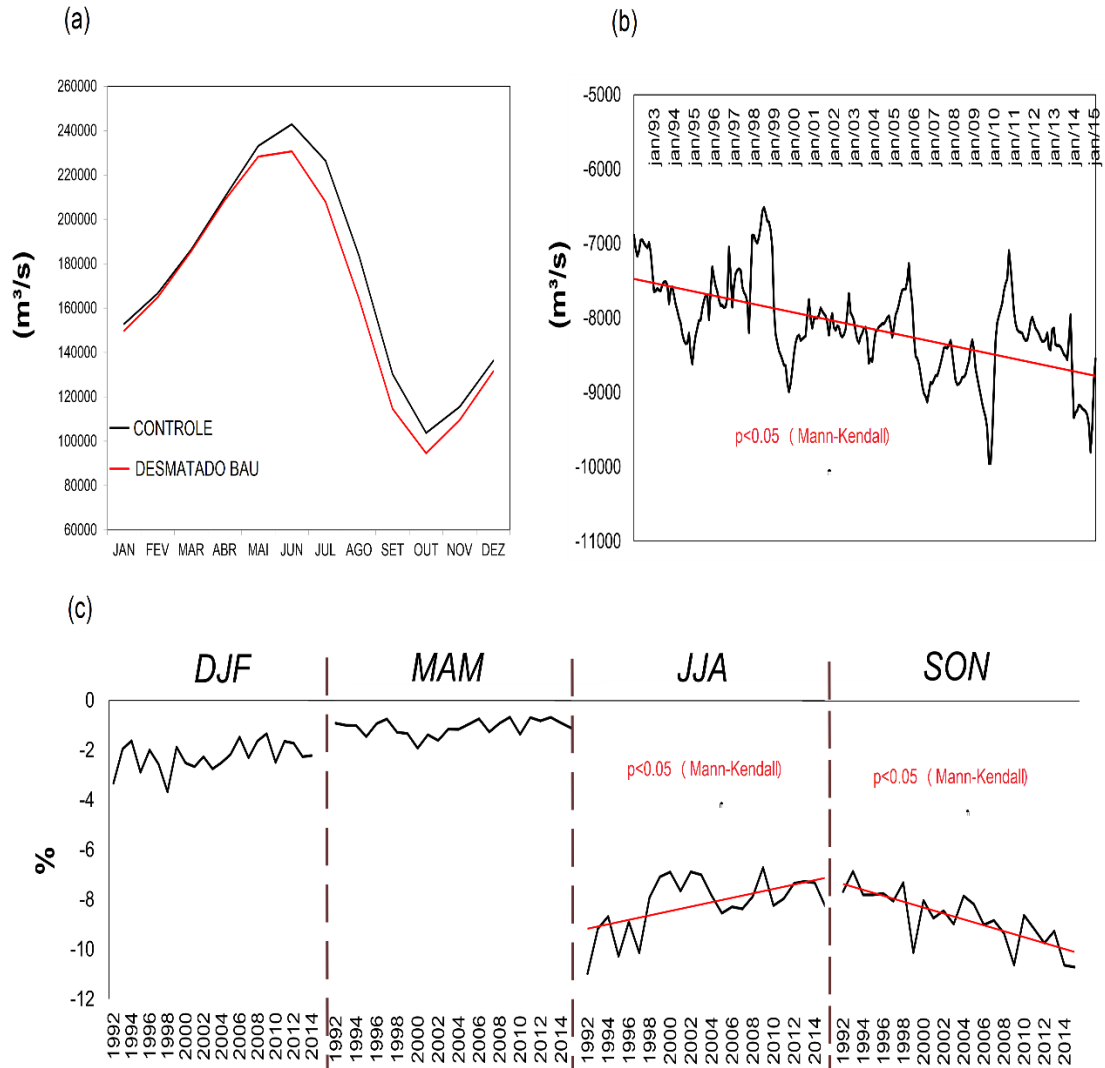 (a)
260000
240000
220000
200000
180000
160000
140000
120000
100000
80000
60000
(m³/s)
CONTROLE
DESMATADO BAU
JAN FEV MAR ABR MAI JUN JUL AGO SET OUT NOV DEZ
(b)
-5000
-6000
-7000
-8000
-9000
-10000
-11000
(m³/s)
jan/93 jan/94 jan/95 jan/96 jan/97 jan/98 jan/99 jan/00 jan/01 jan/02 jan/03 jan/04 jan/05 jan/06 jan/07 jan/08 jan/09 jan/10 jan/11 jan/12 jan/13 jan/14 jan/15
p<0.05 ( Mann-Kendall)
(c)
DJF MAM JJA SON
0
-2
-4
-6
-8
-10
-12
%
p<0.05 ( Mann-Kendall)
p<0.05 ( Mann-Kendall)
1992 1994 1996 1998 2000 2002 2004 2006 2008 2010 2012 2014
1992 1994 1996 1998 2000 2002 2004 2006 2008 2010 2012 2014
1992 1994 1996 1998 2000 2002 2004 2006 2008 2010 2012 2014
1992 1994 1996 1998 2000 2002 2004 2006 2008 2010 2012 2014